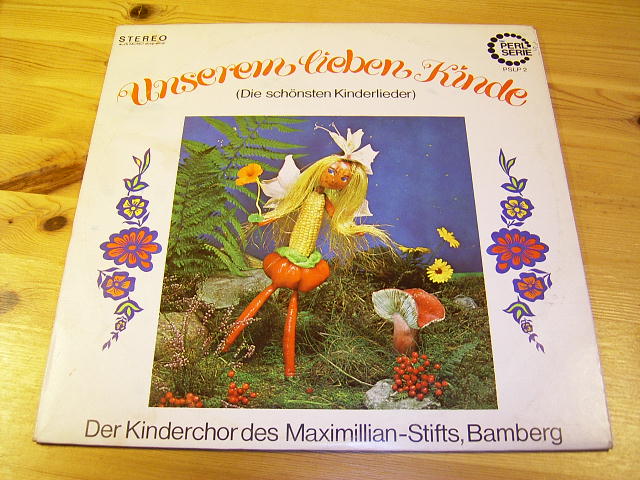 STEREO
PERL
SERIE
PSLP 2
Unserem lieben Kinde
(Die schönsten Kinderlieder)
Der Kinderchor des Maximillian-Stifts, Bamberg